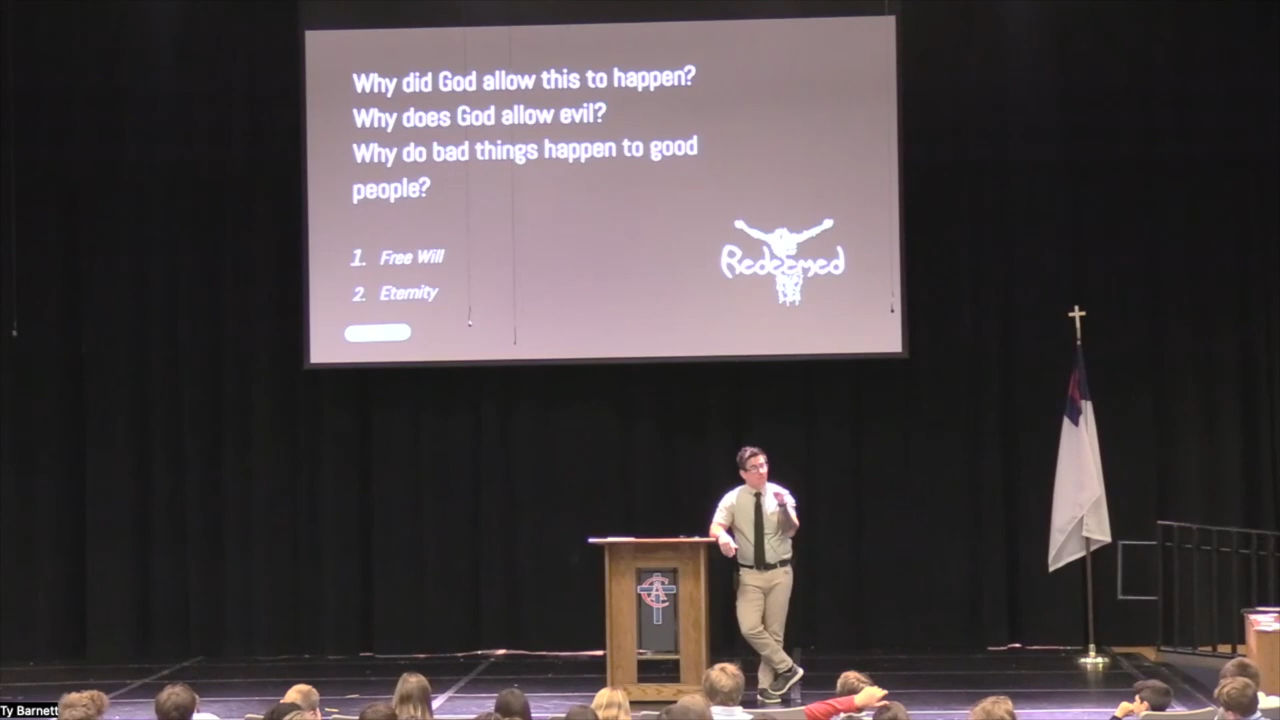 Why did God allow this to happen?
Why does God allow evil?
Why do bad things happen to good
people?
1. Free Will
2. Eternity
Redeemed
CA
Ty Barnett